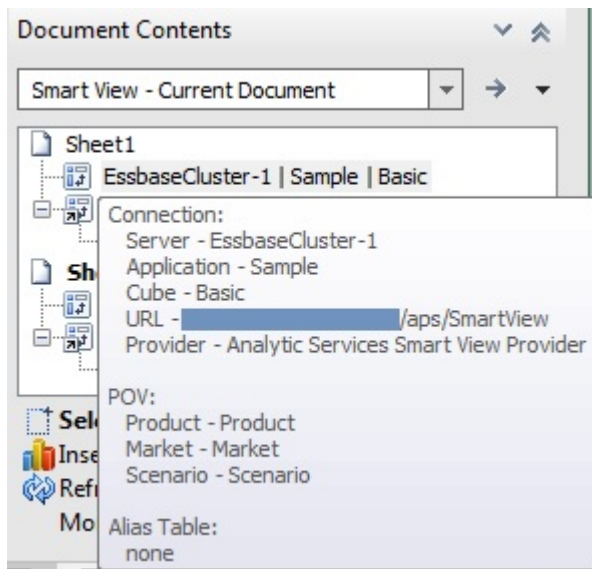 Document Contents
Smart View - Current Document
Sheet1
EssbaseCluster-1 | Sample | Basic
Connection:
Server - EssbaseCluster-1
Application - Sample
Cube - Basic
URL - /aps/SmartView
Provider - Analytic Services Smart View Provider
POV:
Product - Product
Market - Market
Scenario - Scenario
Alias Table:
none